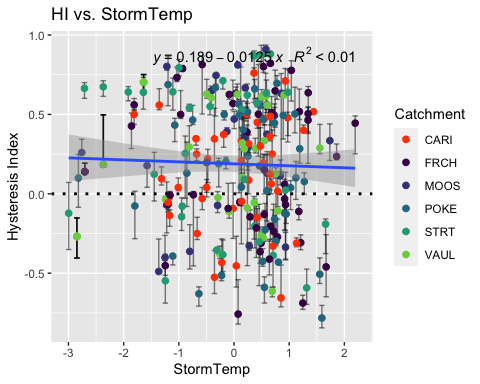 HI vs. StormTemp
y = 0.189 – 0.0125 x   R² < 0.01
1.0
0.5
0.0
-0.5
Hysteresis Index
-3 -2 -1 0 1 2
StormTemp
Catchment
CARI
FRCH
MOOS
POKE
STRT
VAUL